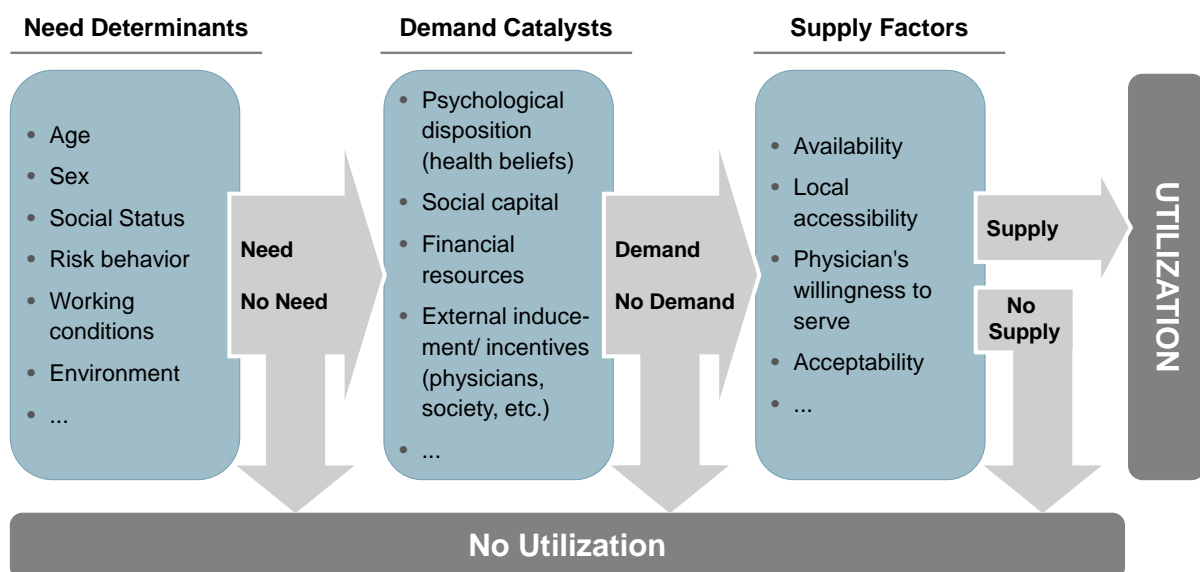 Need Determinants
Demand Catalysts
Supply Factors
• Age
• Sex
• Social Status
• Risk behavior
• Working
conditions
• Environment
• ...
Need
No Need
• Psychological
disposition
(health beliefs)
• Social capital
• Financial
resources
• External induce-
ment/ incentives
(physicians,
society, etc.)
• ...
Demand
No Demand
• Availability
• Local
accessibility
• Physician's
willingness to
serve
• Acceptability
• ...
Supply
No
Supply
UTILIZATION
No Utilization